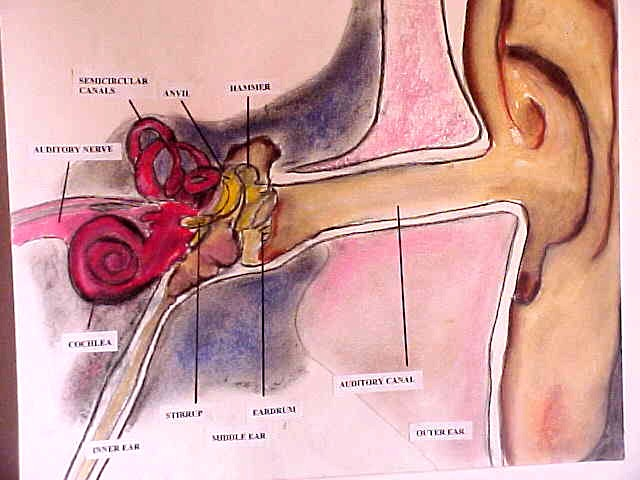 SEMICIRCULAR
CANALS
ANVIL
HAMMER
AUDITORY NERVE
COCHLEA
AUDITORY CANAL
STIRRUP
EARDRUM
OUTER EAR
MIDDLE EAR
INNER EAR